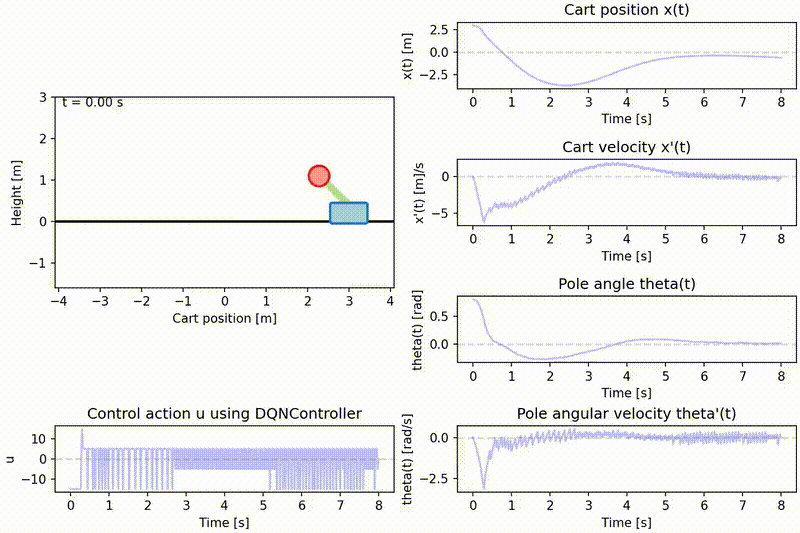 Cart position x(t)
x(t) [m]
2.5
0.0
−2.5
0 1 2 3 4 5 6 7 8
Time [s]
t = 0.00 s
Height [m]
3
2
1
0
−1
−4 −3 −2 −1 0 1 2 3 4
Cart position [m]
Cart velocity x'(t)
x'(t) [m]/s
0
−5
0 1 2 3 4 5 6 7 8
Time [s]
Pole angle theta(t)
theta(t) [rad]
0.5
0.0
0 1 2 3 4 5 6 7 8
Time [s]
Control action u using DQNController
u
10
0
−10
0 1 2 3 4 5 6 7 8
Time [s]
Pole angular velocity theta'(t)
theta(t) [rad/s]
0.0
−2.5
0 1 2 3 4 5 6 7 8
Time [s]